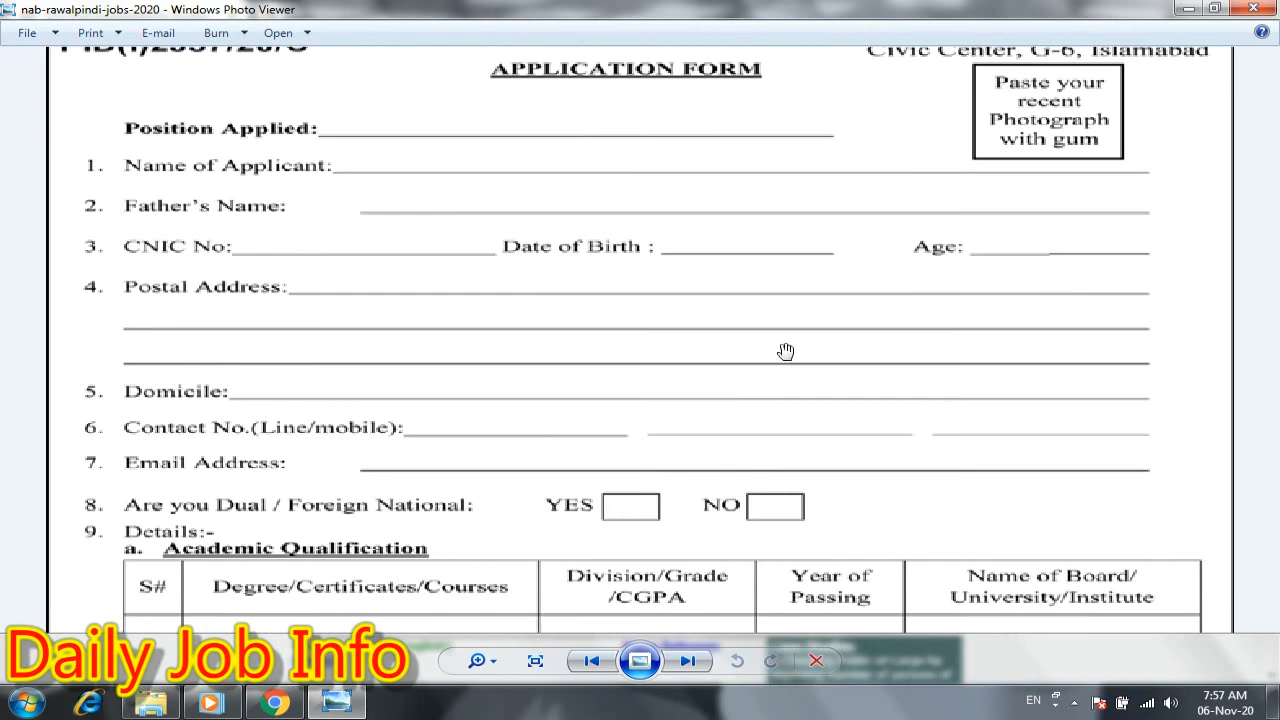 nab-rawalpindi-jobs-2020 - Windows Photo Viewer
File Print E-mail Burn Open
Civic Center, G-6, Islamabad
APPLICATION FORM
Paste your
recent
Photograph
with gum
Position Applied:
1. Name of Applicant:
2. Father's Name:
3. CNIC No: Date of Birth : Age:
4. Postal Address:
5. Domicile:
6. Contact No.(Line/mobile):
7. Email Address:
8. Are you Dual / Foreign National: YES NO
9. Details:-
a. Academic Qualification
S# Degree/Certificates/Courses Division/Grade /CGPA Year of Passing Name of Board/ University/Institute
Daily Job Info
EN
7:57 AM
06-Nov-20